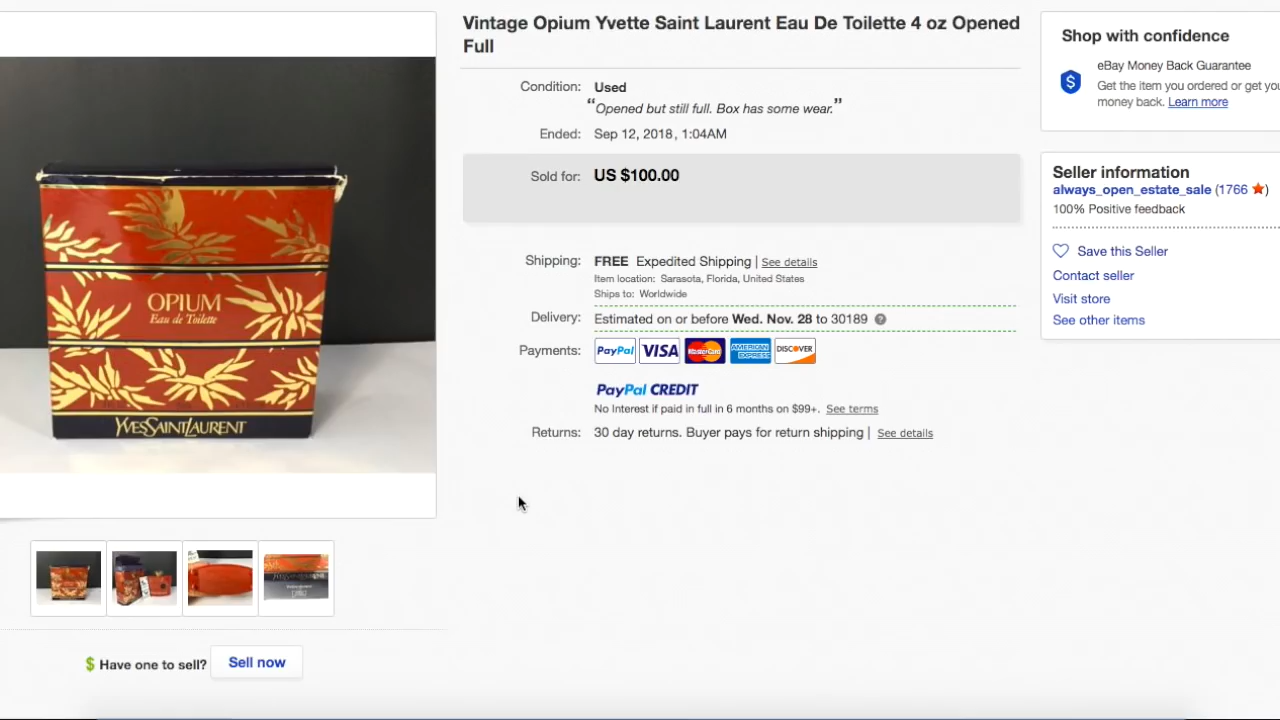 Vintage Opium Yvette Saint Laurent Eau De Toilette 4 oz Opened
Full
Condition: Used
“Opened but still full. Box has some wear.”
Ended: Sep 12, 2018, 1:04AM
Sold for: US $100.00
Shipping: FREE Expedited Shipping | See details
Item location: Sarasota, Florida, United States
Ships to: Worldwide
Delivery: Estimated on or before Wed. Nov. 28 to 30189 ?
Payments: PayPal VISA MasterCard AMERICAN EXPRESS DISCOVER
PayPal CREDIT
No Interest if paid in full in 6 months on $99+. See terms
Returns: 30 day returns. Buyer pays for return shipping | See details
OPIUM
Eau de Toilette
YVESSAINTLAURENT
$ Have one to sell? Sell now
Shop with confidence
$
eBay Money Back Guarantee
Get the item you ordered or get you
money back. Learn more
Seller information
always_open_estate_sale (1766 ★)
100% Positive feedback
Save this Seller
Contact seller
Visit store
See other items